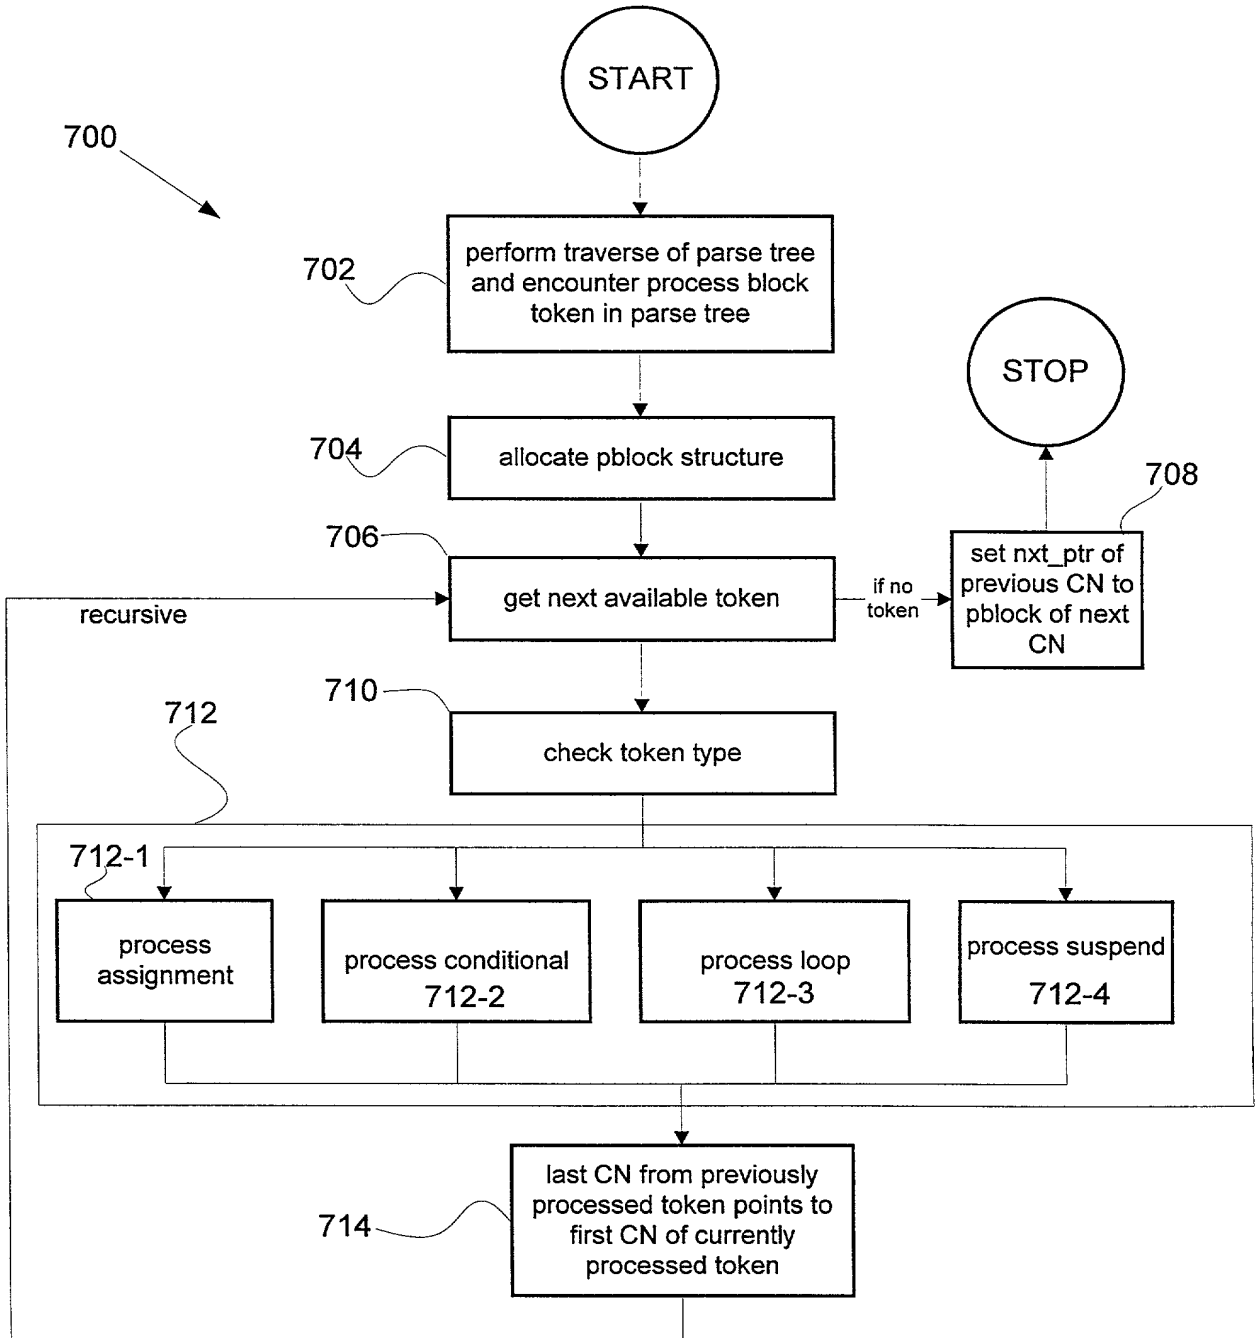 START
700
perform traverse of parse tree
and encounter process block
token in parse tree
702
STOP
704
allocate pblock structure
708
706
get next available token
if no
token
set nxt_ptr of
previous CN to
pblock of next
CN
recursive
710
check token type
712
712-1
process
assignment
process conditional
712-2
process loop
712-3
process suspend
712-4
last CN from previously
processed token points to
first CN of currently
processed token
714